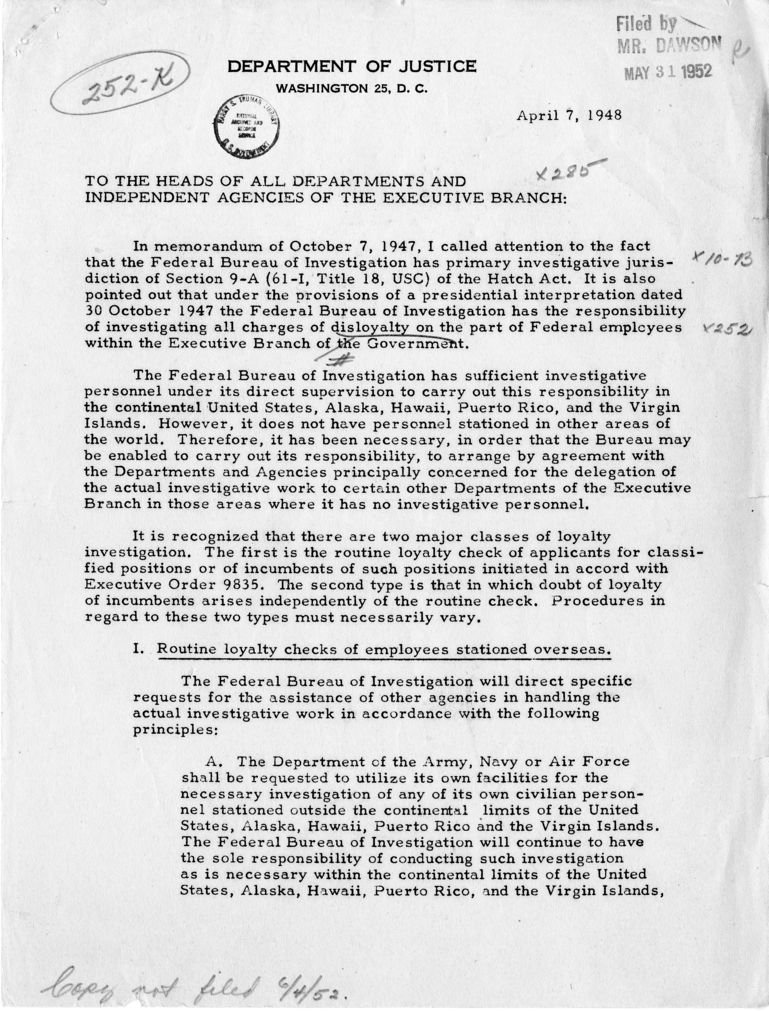 Filed by
MR. DAWSON
MAY 31 1952
252-K
DEPARTMENT OF JUSTICE
WASHINGTON 25, D. C.
HARRY S. TRUMAN LIBRARY
NATIONAL
ARCHIVES AND
RECORDS
SERVICE
U.S. GOVERNMENT
April 7, 1948
x285
TO THE HEADS OF ALL DEPARTMENTS AND
INDEPENDENT AGENCIES OF THE EXECUTIVE BRANCH:
In memorandum of October 7, 1947, I called attention to the fact
that the Federal Bureau of Investigation has primary investigative juris- x10-B
diction of Section 9-A (61-I, Title 18, USC) of the Hatch Act. It is also
pointed out that under the provisions of a presidential interpretation dated
30 October 1947 the Federal Bureau of Investigation has the responsibility
of investigating all charges of disloyalty on the part of Federal employees x252
within the Executive Branch of the Government.
#
The Federal Bureau of Investigation has sufficient investigative
personnel under its direct supervision to carry out this responsibility in
the continental United States, Alaska, Hawaii, Puerto Rico, and the Virgin
Islands. However, it does not have personnel stationed in other areas of
the world. Therefore, it has been necessary, in order that the Bureau may
be enabled to carry out its responsibility, to arrange by agreement with
the Departments and Agencies principally concerned for the delegation of
the actual investigative work to certain other Departments of the Executive
Branch in those areas where it has no investigative personnel.
It is recognized that there are two major classes of loyalty
investigation. The first is the routine loyalty check of applicants for classi-
fied positions or of incumbents of such positions initiated in accord with
Executive Order 9835. The second type is that in which doubt of loyalty
of incumbents arises independently of the routine check. Procedures in
regard to these two types must necessarily vary.
I. Routine loyalty checks of employees stationed overseas.
The Federal Bureau of Investigation will direct specific
requests for the assistance of other agencies in handling the
actual investigative work in accordance with the following
principles:
A. The Department of the Army, Navy or Air Force
shall be requested to utilize its own facilities for the
necessary investigation of any of its own civilian person-
nel stationed outside the continental limits of the United
States, Alaska, Hawaii, Puerto Rico and the Virgin Islands.
The Federal Bureau of Investigation will continue to have
the sole responsibility of conducting such investigation
as is necessary within the continental limits of the United
States, Alaska, Hawaii, Puerto Rico, and the Virgin Islands,
Copy not filed 6/4/52.